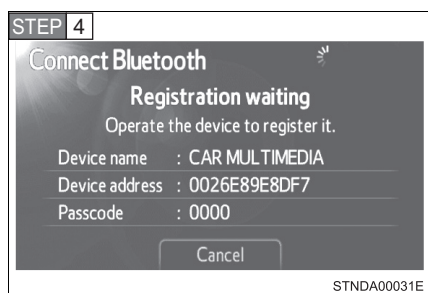 STEP 4
Connect Bluetooth
Registration waiting
Operate the device to register it.
Device name : CAR MULTIMEDIA
Device address : 0026E89E8DF7
Passcode : 0000
Cancel
STNDA00031E